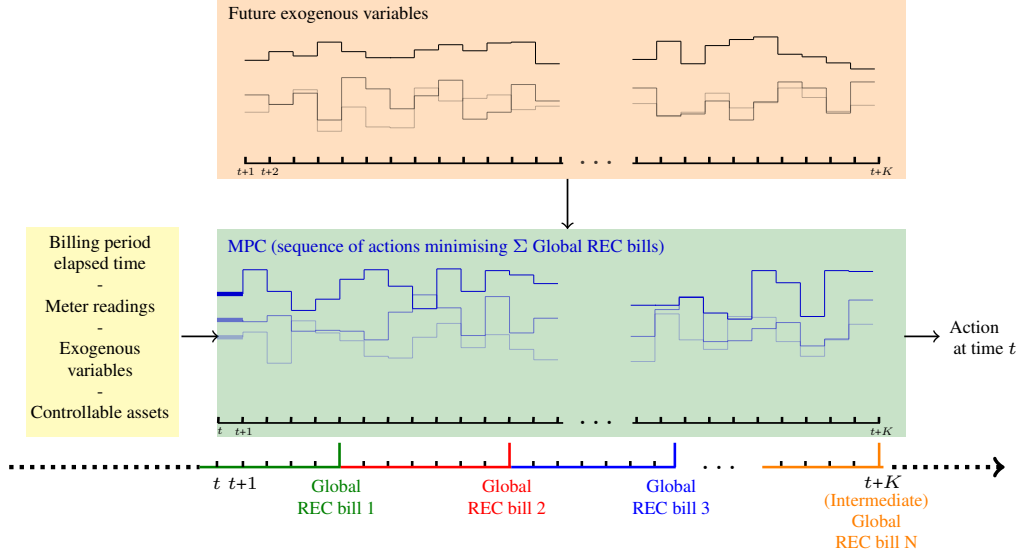 Future exogenous variables
t+1 t+2 . . . t+K
Billing period
elapsed time
-
Meter readings
-
Exogenous
variables
-
Controllable assets
MPC (sequence of actions minimising Σ Global REC bills)
t t+1 . . . t+K
Action
at time t
t t+1 . . . t+K
Global
REC bill 1
Global
REC bill 2
Global
REC bill 3
(Intermediate)
Global
REC bill N